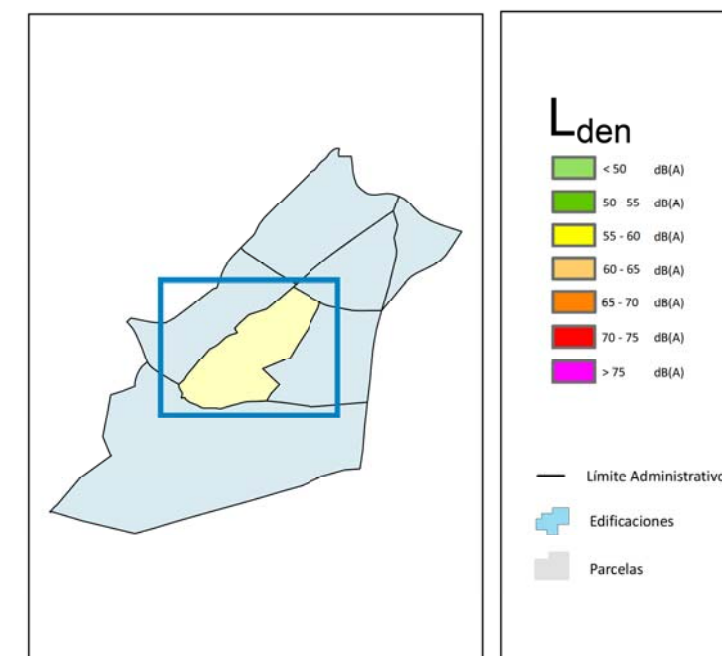 Lden
< 50 dB(A)
50 55 dB(A)
55 - 60 dB(A)
60 - 65 dB(A)
65 - 70 dB(A)
70 - 75 dB(A)
> 75 dB(A)
Límite Administrativo
Edificaciones
Parcelas